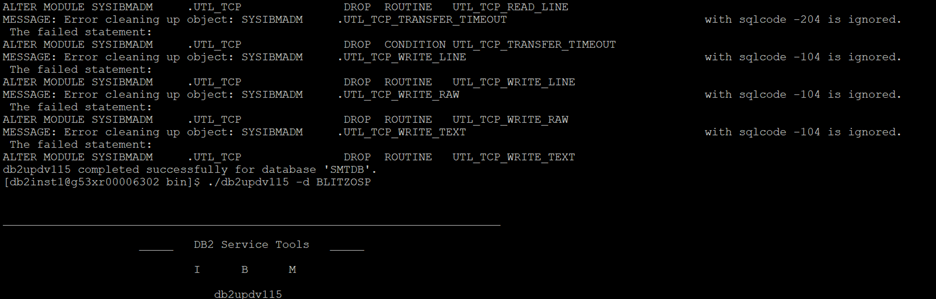 ALTER MODULE SYSIBMADM     .UTL_TCP               DROP  ROUTINE   UTL_TCP_READ_LINE
MESSAGE: Error cleaning up object: SYSIBMADM     .UTL_TCP_TRANSFER_TIMEOUT                             with sqlcode -204 is ignored.
 The failed statement:
ALTER MODULE SYSIBMADM     .UTL_TCP               DROP  CONDITION UTL_TCP_TRANSFER_TIMEOUT
MESSAGE: Error cleaning up object: SYSIBMADM     .UTL_TCP_WRITE_LINE                                   with sqlcode -104 is ignored.
 The failed statement:
ALTER MODULE SYSIBMADM     .UTL_TCP               DROP  ROUTINE   UTL_TCP_WRITE_LINE
MESSAGE: Error cleaning up object: SYSIBMADM     .UTL_TCP_WRITE_RAW                                    with sqlcode -104 is ignored.
 The failed statement:
ALTER MODULE SYSIBMADM     .UTL_TCP               DROP  ROUTINE   UTL_TCP_WRITE_RAW
MESSAGE: Error cleaning up object: SYSIBMADM     .UTL_TCP_WRITE_TEXT                                   with sqlcode -104 is ignored.
 The failed statement:
ALTER MODULE SYSIBMADM     .UTL_TCP               DROP  ROUTINE   UTL_TCP_WRITE_TEXT
db2updv115 completed successfully for database 'SMTDB'.
[db2inst1@g53xr00006302 bin]$ ./db2updv115 -d BLITZOSP
_____   DB2 Service Tools   _____
I      B      M
db2updv115